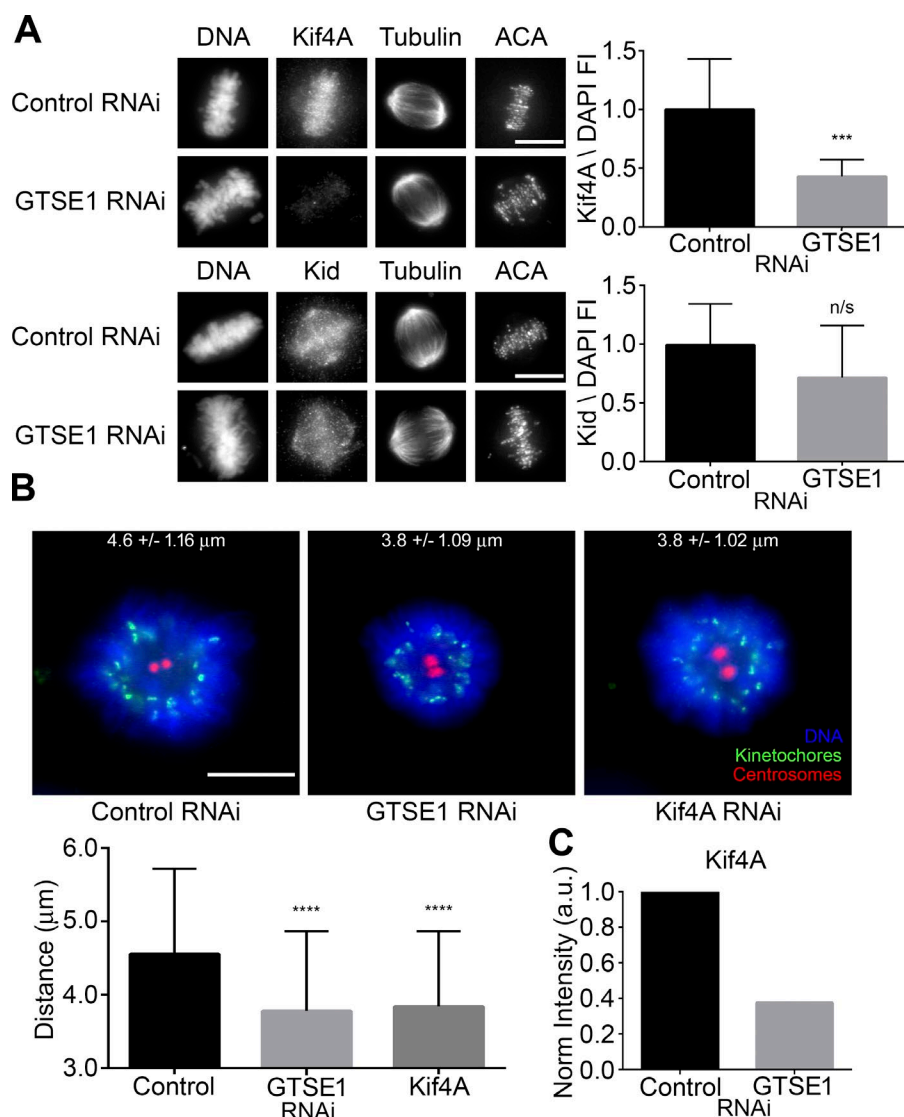 A
DNA Kif4A Tubulin ACA
Control RNAi
GTSE1 RNAi
Kif4A \ DAPI FI
1.5
1.0
0.5
0.0
***
Control GTSE1
RNAi
DNA Kid Tubulin ACA
Control RNAi
GTSE1 RNAi
Kid \ DAPI FI
1.5
1.0
0.5
0.0
n/s
Control GTSE1
RNAi
B
4.6 +/- 1.16 μm
3.8 +/- 1.09 μm
3.8 +/- 1.02 μm
DNA
Kinetochores
Centrosomes
Control RNAi
GTSE1 RNAi
Kif4A RNAi
Distance (μm)
6.0
5.0
4.0
3.0
**** ****
Control GTSE1 Kif4A
RNAi
C
Kif4A
Norm Intensity (a.u.)
1.0
0.8
0.6
0.4
0.2
0.0
Control GTSE1
RNAi